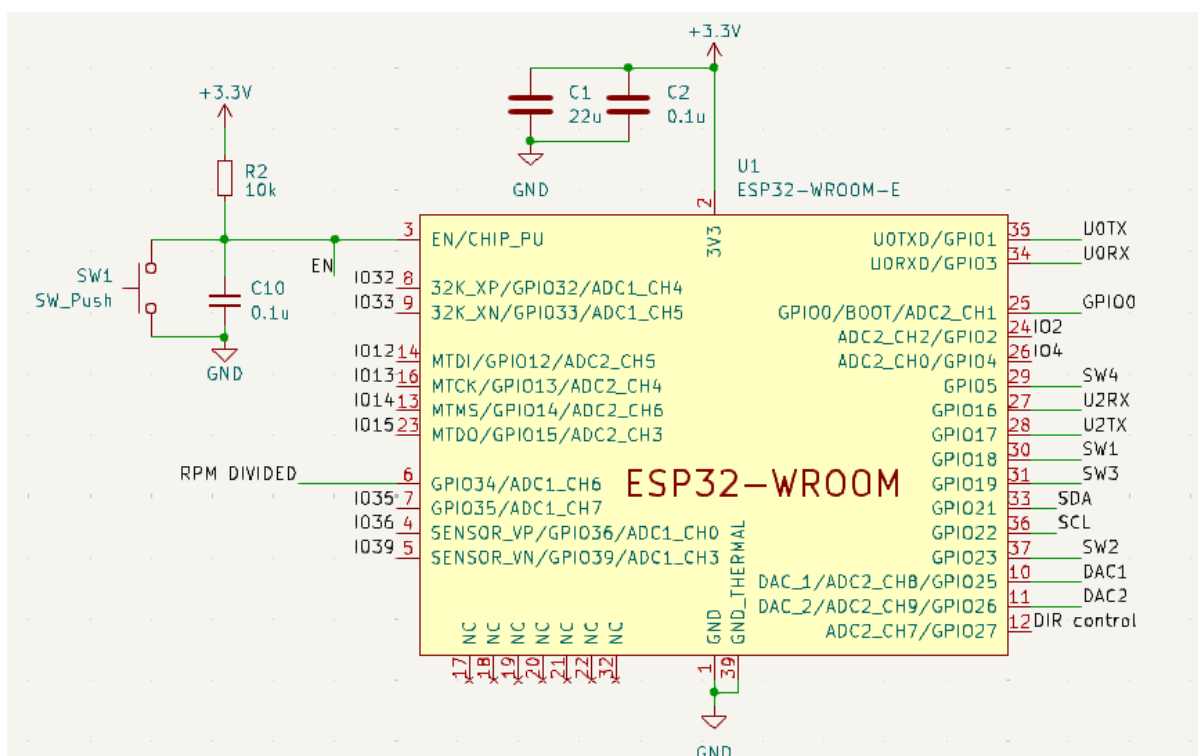 +3.3V
+3.3V
C1
22u
C2
0.1u
GND
R2
10k
U1
ESP32-WROOM-E
SW1
SW_Push
C10
0.1u
GND
EN
3 EN/CHIP_PU
IO32 8 32K_XP/GPIO32/ADC1_CH4
IO33 9 32K_XN/GPIO33/ADC1_CH5
IO12 14 MTDI/GPIO12/ADC2_CH5
IO13 16 MTCK/GPIO13/ADC2_CH4
IO14 13 MTMS/GPIO14/ADC2_CH6
IO15 23 MTDO/GPIO15/ADC2_CH3
RPM DIVIDED 6 GPIO34/ADC1_CH6
IO35 7 GPIO35/ADC1_CH7
IO36 4 SENSOR_VP/GPIO36/ADC1_CH0
IO39 5 SENSOR_VN/GPIO39/ADC1_CH3
2 3V3
ESP32-WROOM
U0TXD/GPIO1 35 U0TX
U0RXD/GPIO3 34 U0RX
GPIO0/BOOT/ADC2_CH1 25 GPIO0
ADC2_CH2/GPIO2 24 IO2
ADC2_CH0/GPIO4 26 IO4
GPIO5 29 SW4
GPIO16 27 U2RX
GPIO17 28 U2TX
GPIO18 30 SW1
GPIO19 31 SW3
GPIO21 33 SDA
GPIO22 36 SCL
GPIO23 37 SW2
DAC_1/ADC2_CH8/GPIO25 10 DAC1
DAC_2/ADC2_CH9/GPIO26 11 DAC2
ADC2_CH7/GPIO27 12 DIR control
NC 17
NC 18
NC 19
NC 20
NC 21
NC 22
NC 32
GND 1
GND_THERMAL 39
GND